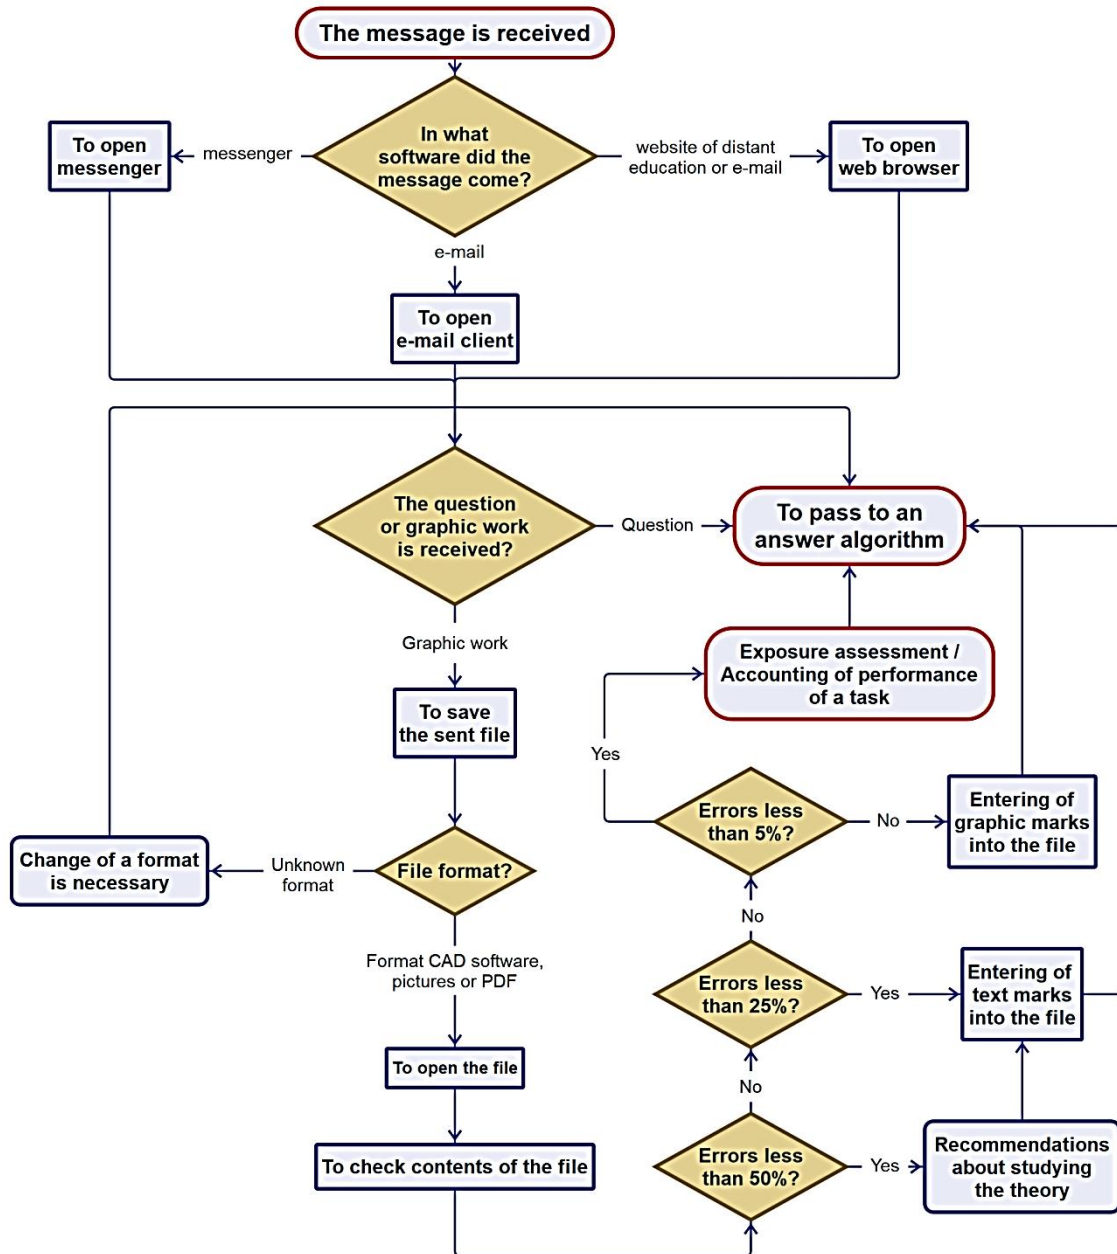 The message is received
In what
software did the
message come?
messenger
To open
messenger
website of distant
education or e-mail
To open
web browser
e-mail
To open
e-mail client
The question
or graphic work
is received?
Question
To pass to an
answer algorithm
Graphic work
Exposure assessment /
Accounting of performance
of a task
To save
the sent file
Yes
Errors less
than 5%?
No
Entering of
graphic marks
into the file
File format?
Unknown
format
Change of a format
is necessary
No
Format CAD software,
pictures or PDF
Errors less
than 25%?
Yes
Entering of
text marks
into the file
To open the file
No
To check contents of the file
Errors less
than 50%?
Yes
Recommendations
about studying
the theory